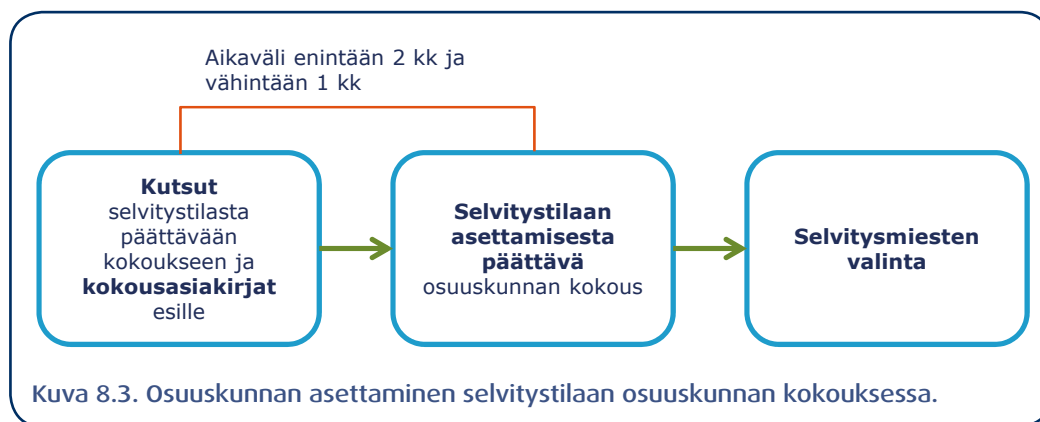 Aikaväli enintään 2 kk ja
vähintään 1 kk
Kutsut
selvitystilasta
päättävään
kokoukseen ja
kokousasiakirjat
esille
Selvitystilaan
asettamisesta
päättävä
osuuskunnan kokous
Selvitysmiesten
valinta
Kuva 8.3. Osuuskunnan asettaminen selvitystilaan osuuskunnan kokouksessa.